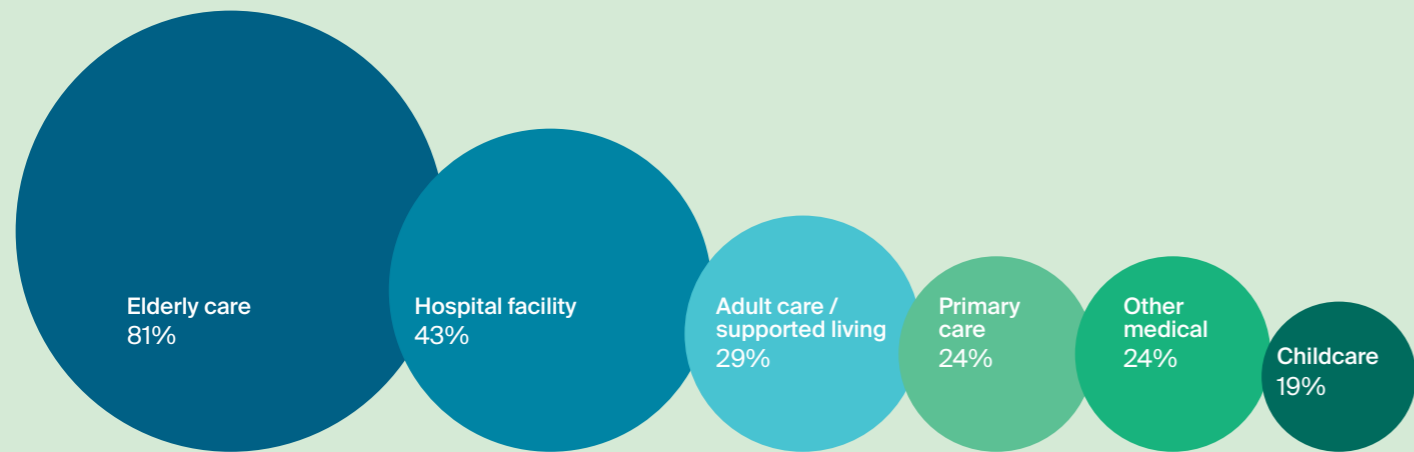 Elderly care
81%
Hospital facility
43%
Adult care /
supported living
29%
Primary
care
24%
Other
medical
24%
Childcare
19%